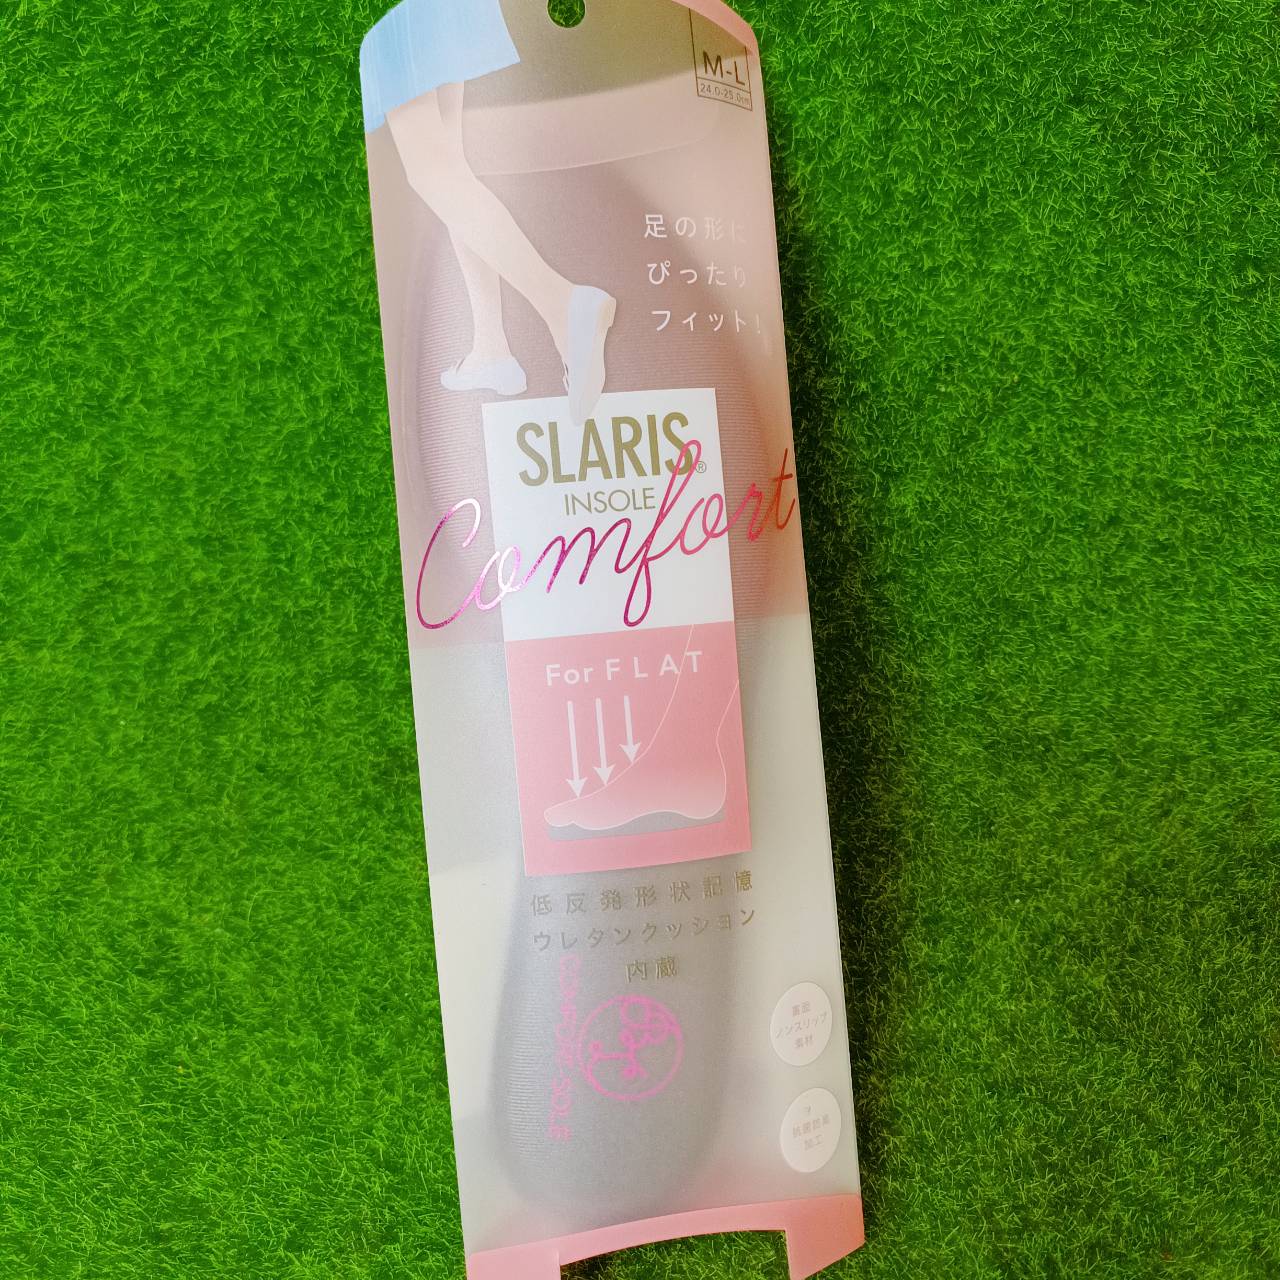 M-L
24.0-25.0cm
足の形に
ぴったり
フィット!
SLARIS®
INSOLE
Comfort
For FLAT
低反発形状記憶
ウレタンクッション
内蔵
SOLE
裏面
ノンスリップ
素材
抗菌防臭
加工